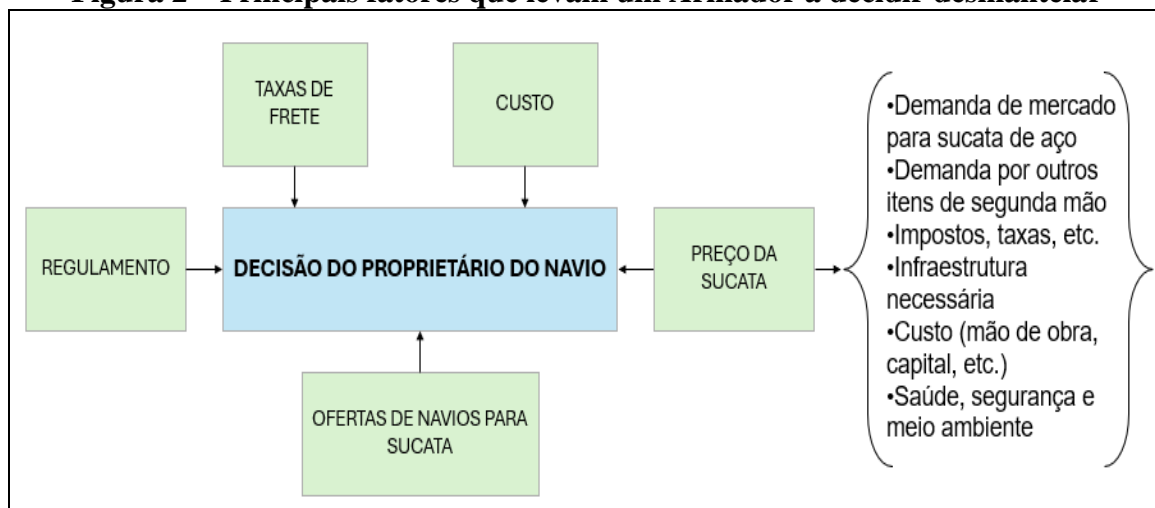 Figura 2 – Principais fatores que levam um Armador a decidir desmantelar
TAXAS DE
FRETE
CUSTO
REGULAMENTO
DECISÃO DO PROPRIETÁRIO DO NAVIO
PREÇO DA
SUCATA
OFERTAS DE NAVIOS PARA
SUCATA
•Demanda de mercado
para sucata de aço
•Demanda por outros
itens de segunda mão
•Impostos, taxas, etc.
•Infraestrutura
necessária
•Custo (mão de obra,
capital, etc.)
•Saúde, segurança e
meio ambiente